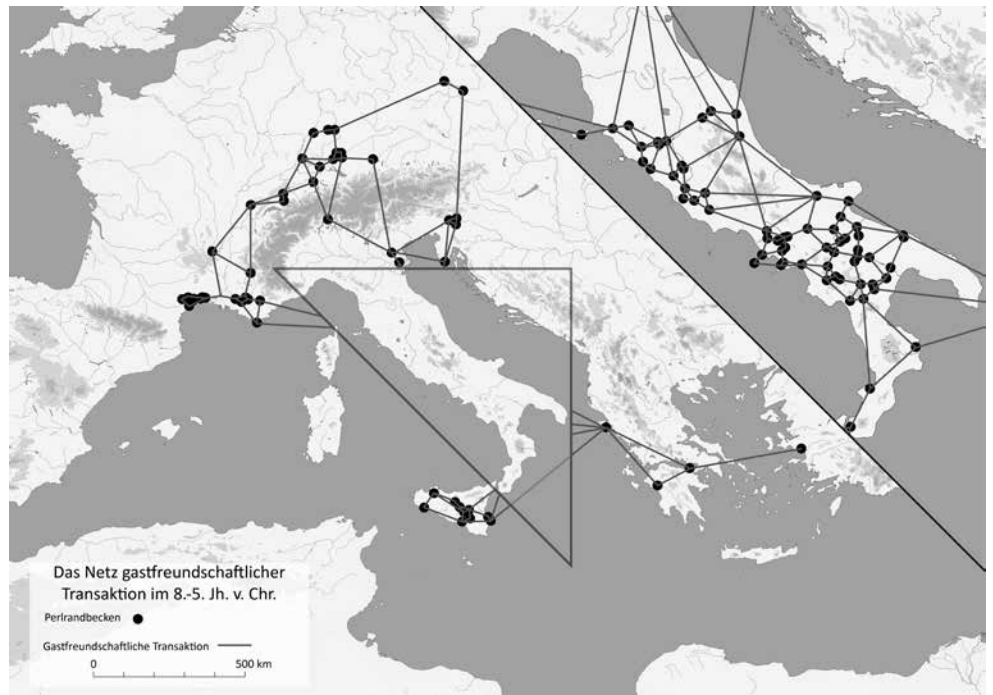 Das Netz gastfreundschaftlicher
Transaktion im 8.-5. Jh. v. Chr.
Perlrandbecken
Gastfreundschaftliche Transaktion
0 500 km